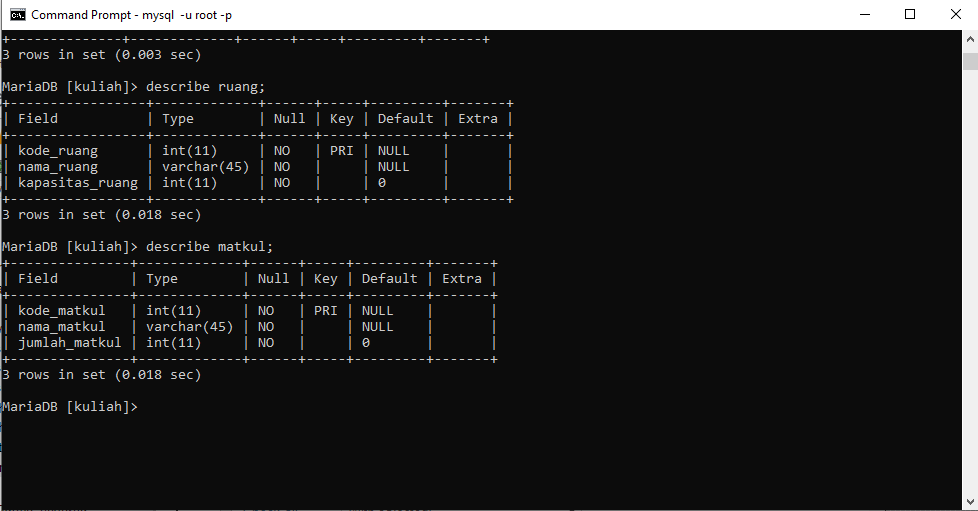 Command Prompt - mysql -u root -p
+--------------+-------------+------+-----+---------+-------+
3 rows in set (0.003 sec)
MariaDB [kuliah]> describe ruang;
+-----------------+-------------+------+-----+---------+-------+
| Field           | Type        | Null | Key | Default | Extra |
+-----------------+-------------+------+-----+---------+-------+
| kode_ruang      | int(11)     | NO   | PRI | NULL    |       |
| nama_ruang      | varchar(45) | NO   |     | NULL    |       |
| kapasitas_ruang | int(11)     | NO   |     | 0       |       |
+-----------------+-------------+------+-----+---------+-------+
3 rows in set (0.018 sec)
MariaDB [kuliah]> describe matkul;
+---------------+-------------+------+-----+---------+-------+
| Field         | Type        | Null | Key | Default | Extra |
+---------------+-------------+------+-----+---------+-------+
| kode_matkul   | int(11)     | NO   | PRI | NULL    |       |
| nama_matkul   | varchar(45) | NO   |     | NULL    |       |
| jumlah_matkul | int(11)     | NO   |     | 0       |       |
+---------------+-------------+------+-----+---------+-------+
3 rows in set (0.018 sec)
MariaDB [kuliah]>